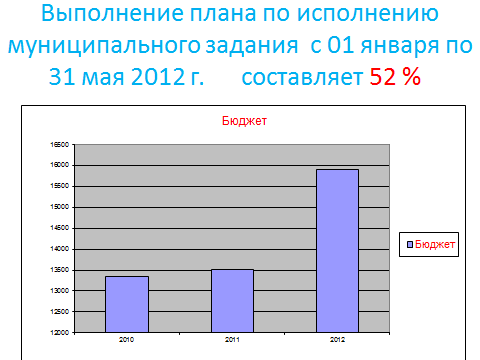 Выполнение плана по исполнению
муниципального задания с 01 января по
31 мая 2012 г. составляет 52 %
Бюджет
16500
16000
15500
15000
14500
14000
13500
13000
12500
12000
2010 2011 2012
Бюджет